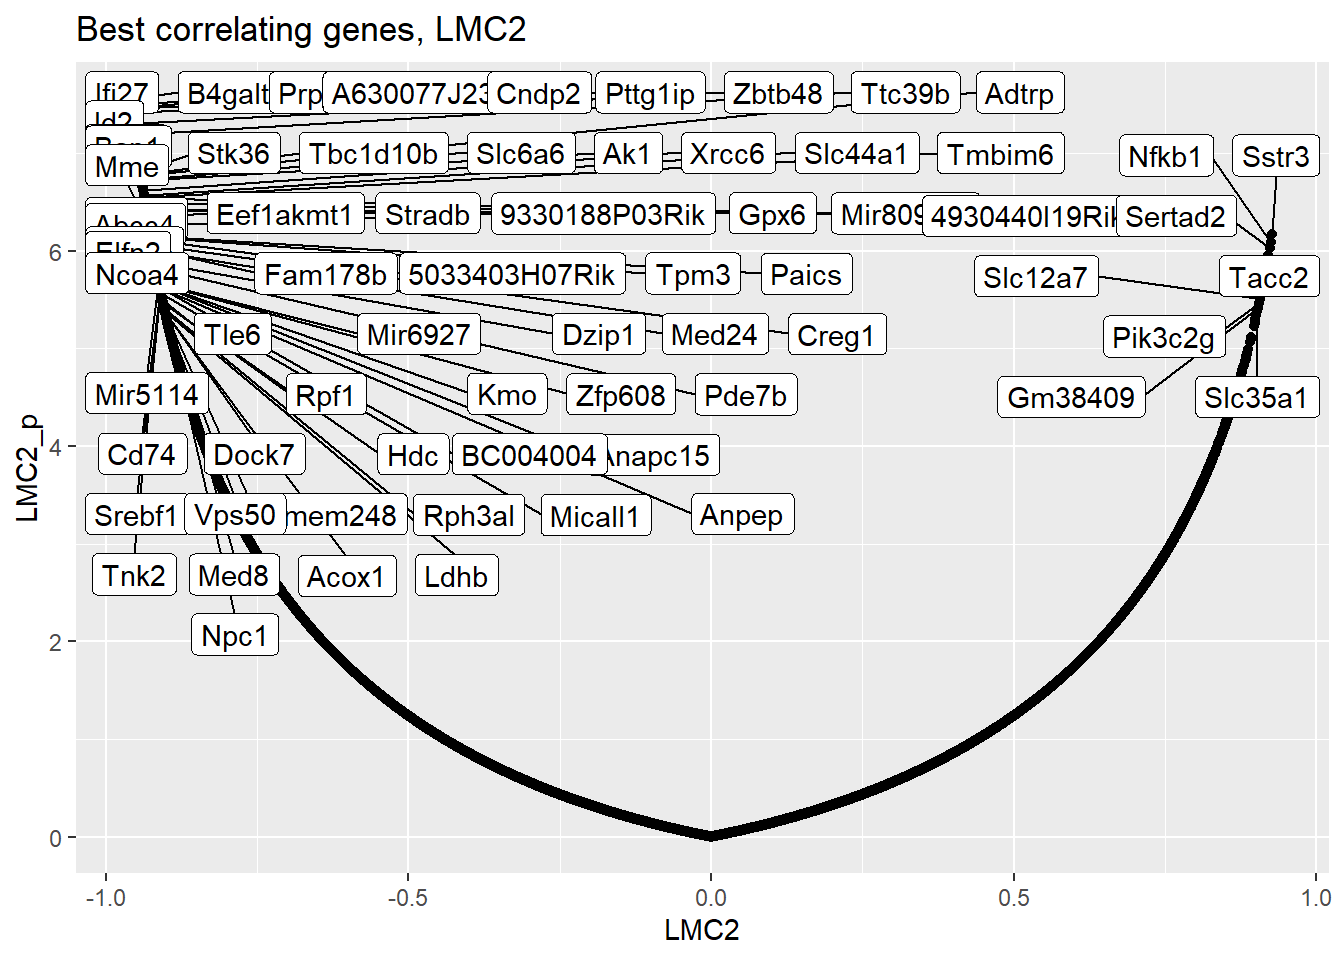 Best correlating genes, LMC2
Ifi27 B4galt Prp A630077J23 Cndp2 Pttg1ip Zbtb48 Ttc39b Adtrp
Id2
Mme Stk36 Tbc1d10b Slc6a6 Ak1 Xrcc6 Slc44a1 Tmbim6 Nfkb1 Sstr3
Eef1akmt1 Stradb 9330188P03Rik Gpx6 Mir809 4930440I19Rik Sertad2
6
Ncoa4 Fam178b 5033403H07Rik Tpm3 Paics Slc12a7 Tacc2
Tle6 Mir6927 Dzip1 Med24 Creg1 Pik3c2g
Mir5114 Rpf1 Kmo Zfp608 Pde7b Gm38409 Slc35a1
4
Cd74 Dock7 Hdc BC004004 Anapc15
Srebf1 Vps50 mem248 Rph3al Micall1 Anpep
Tnk2 Med8 Acox1 Ldhb
Npc1
2
0
LMC2_p
-1.0 -0.5 0.0 0.5 1.0
LMC2